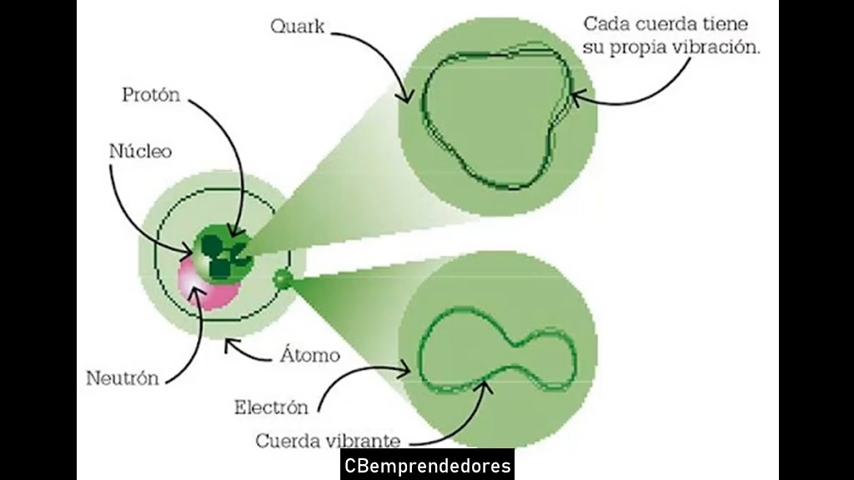 Quark
Cada cuerda tiene
su propia vibración.
Protón
Núcleo
Átomo
Neutrón
Electrón
Cuerda vibrante
CBemprendedores